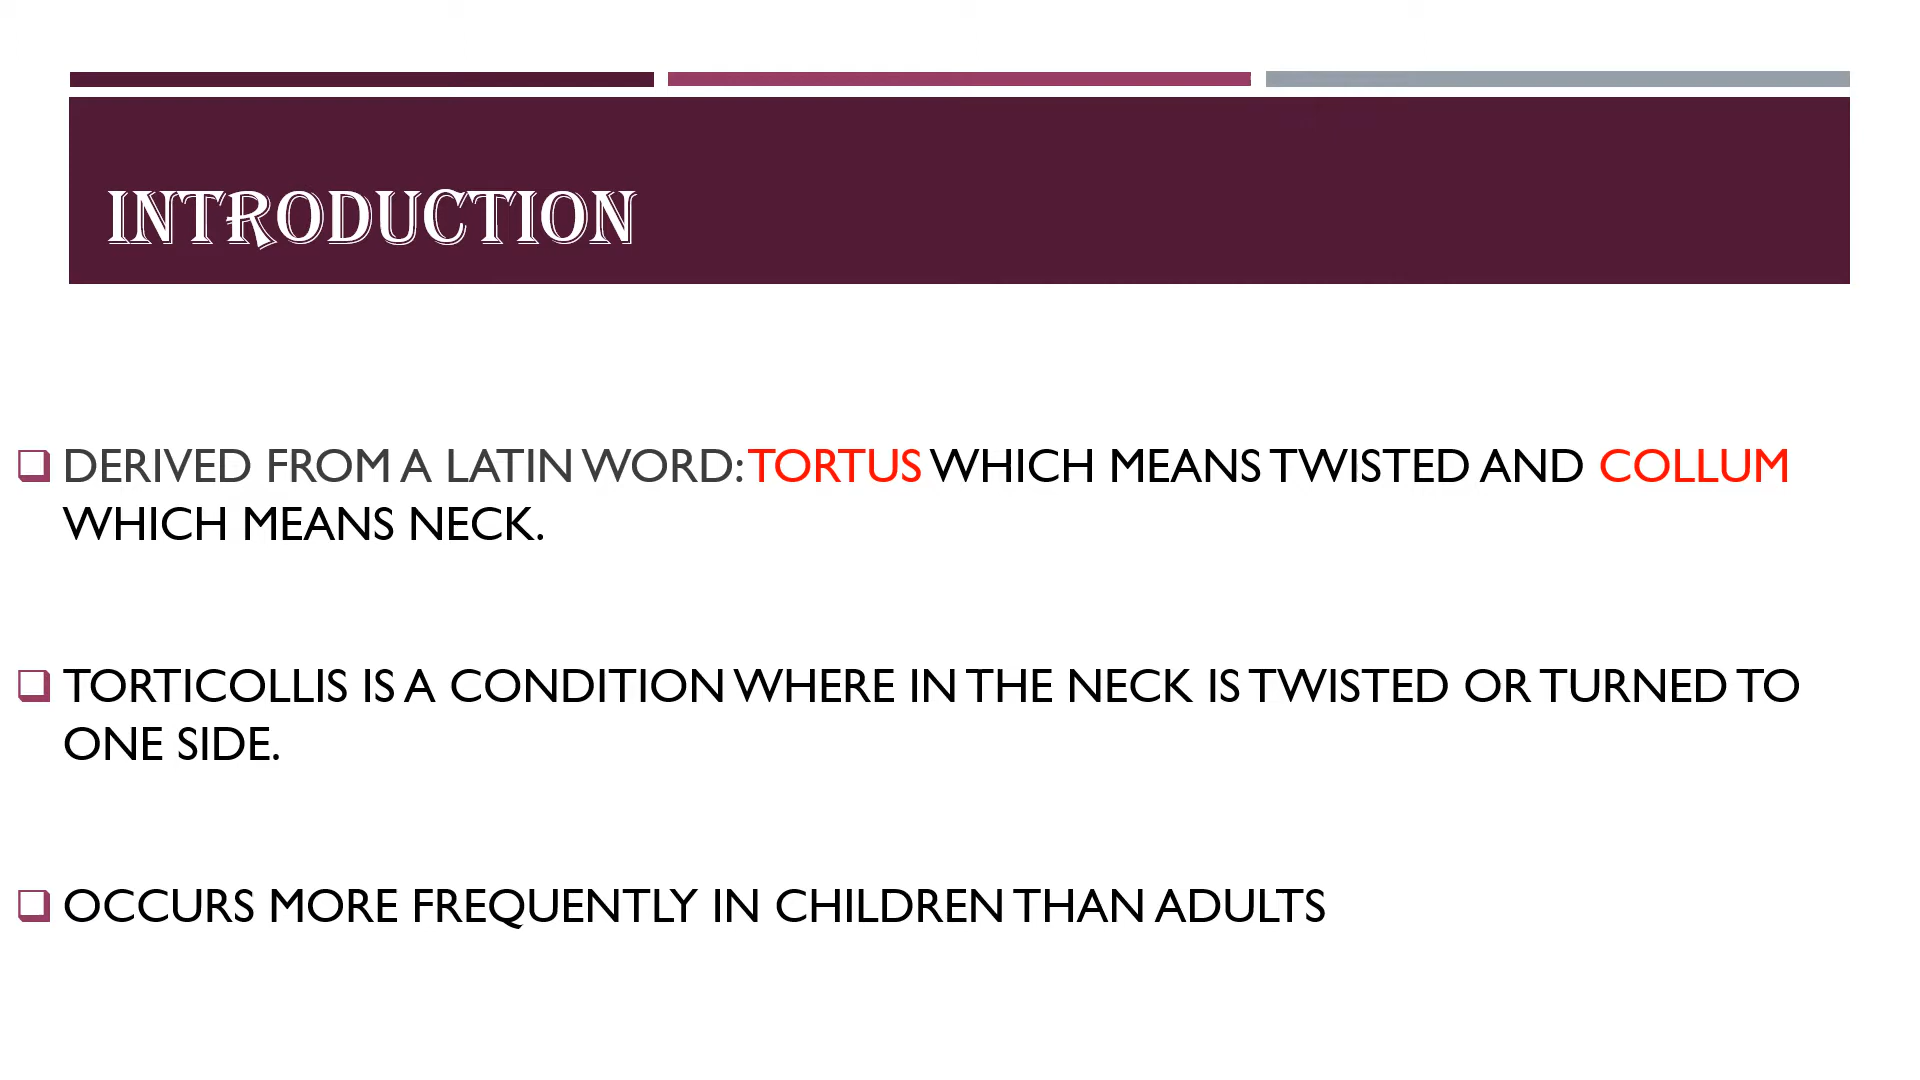 INTRODUCTION
DERIVED FROM A LATIN WORD: TORTUS WHICH MEANS TWISTED AND COLLUM
WHICH MEANS NECK.
TORTICOLLIS IS A CONDITION WHERE IN THE NECK IS TWISTED OR TURNED TO
ONE SIDE.
OCCURS MORE FREQUENTLY IN CHILDREN THAN ADULTS